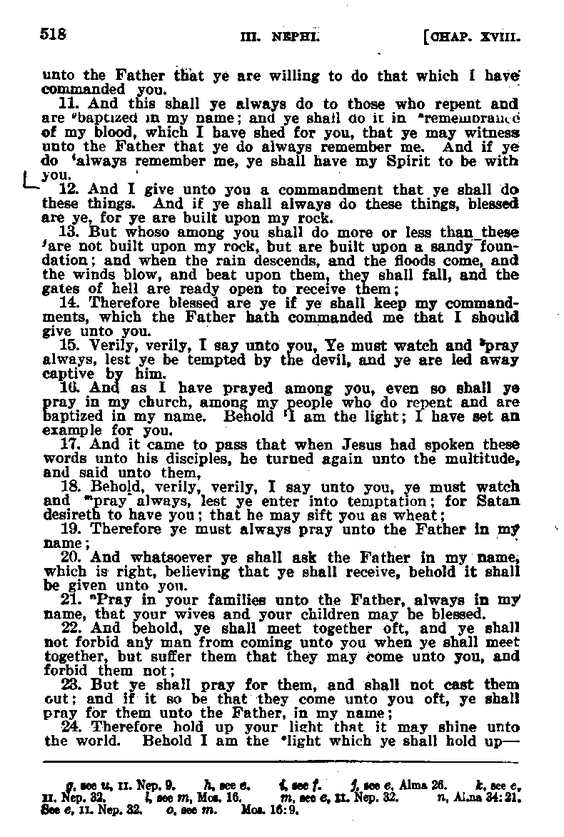 518 III. NEPHI. [CHAP. XVIII.
unto the Father that ye are willing to do that which I have
commanded you.
11. And this shall ye always do to those who repent and
are ᵍbaptized in my name; and ye shall do it in ʰremembrance
of my blood, which I have shed for you, that ye may witness
unto the Father that ye do always remember me. And if ye
do ⁱalways remember me, ye shall have my Spirit to be with
you.
12. And I give unto you a commandment that ye shall do
these things. And if ye shall always do these things, blessed
are ye, for ye are built upon my rock.
13. But whoso among you shall do more or less than these
ʲare not built upon my rock, but are built upon a sandy foun-
dation; and when the rain descends, and the floods come, and
the winds blow, and beat upon them, they shall fall, and the
gates of hell are ready open to receive them;
14. Therefore blessed are ye if ye shall keep my command-
ments, which the Father hath commanded me that I should
give unto you.
15. Verily, verily, I say unto you, Ye must watch and ᵏpray
always, lest ye be tempted by the devil, and ye are led away
captive by him.
16. And as I have prayed among you, even so shall ye
pray in my church, among my people who do repent and are
baptized in my name. Behold ˡI am the light; I have set an
example for you.
17. And it came to pass that when Jesus had spoken these
words unto his disciples, he turned again unto the multitude,
and said unto them,
18. Behold, verily, verily, I say unto you, ye must watch
and ᵐpray always, lest ye enter into temptation; for Satan
desireth to have you; that he may sift you as wheat;
19. Therefore ye must always pray unto the Father in my
name;
20. And whatsoever ye shall ask the Father in my name,
which is right, believing that ye shall receive, behold it shall
be given unto you.
21. ⁿPray in your families unto the Father, always in my
name, that your wives and your children may be blessed.
22. And behold, ye shall meet together oft, and ye shall
not forbid any man from coming unto you when ye shall meet
together, but suffer them that they may come unto you, and
forbid them not;
23. But ye shall pray for them, and shall not cast them
out; and if it so be that they come unto you oft, ye shall
pray for them unto the Father, in my name;
24. Therefore hold up your light that it may shine unto
the world. Behold I am the ᵒlight which ye shall hold up—
g, see u, II. Nep. 9. h, see e. i, see f. j, see e, Alma 26. k, see e,
II. Nep. 32. l, see m, Mos. 16. m, see e, II. Nep. 32. n, Alma 34:21.
See e, II. Nep. 32. o, see m. Mos. 16:9.